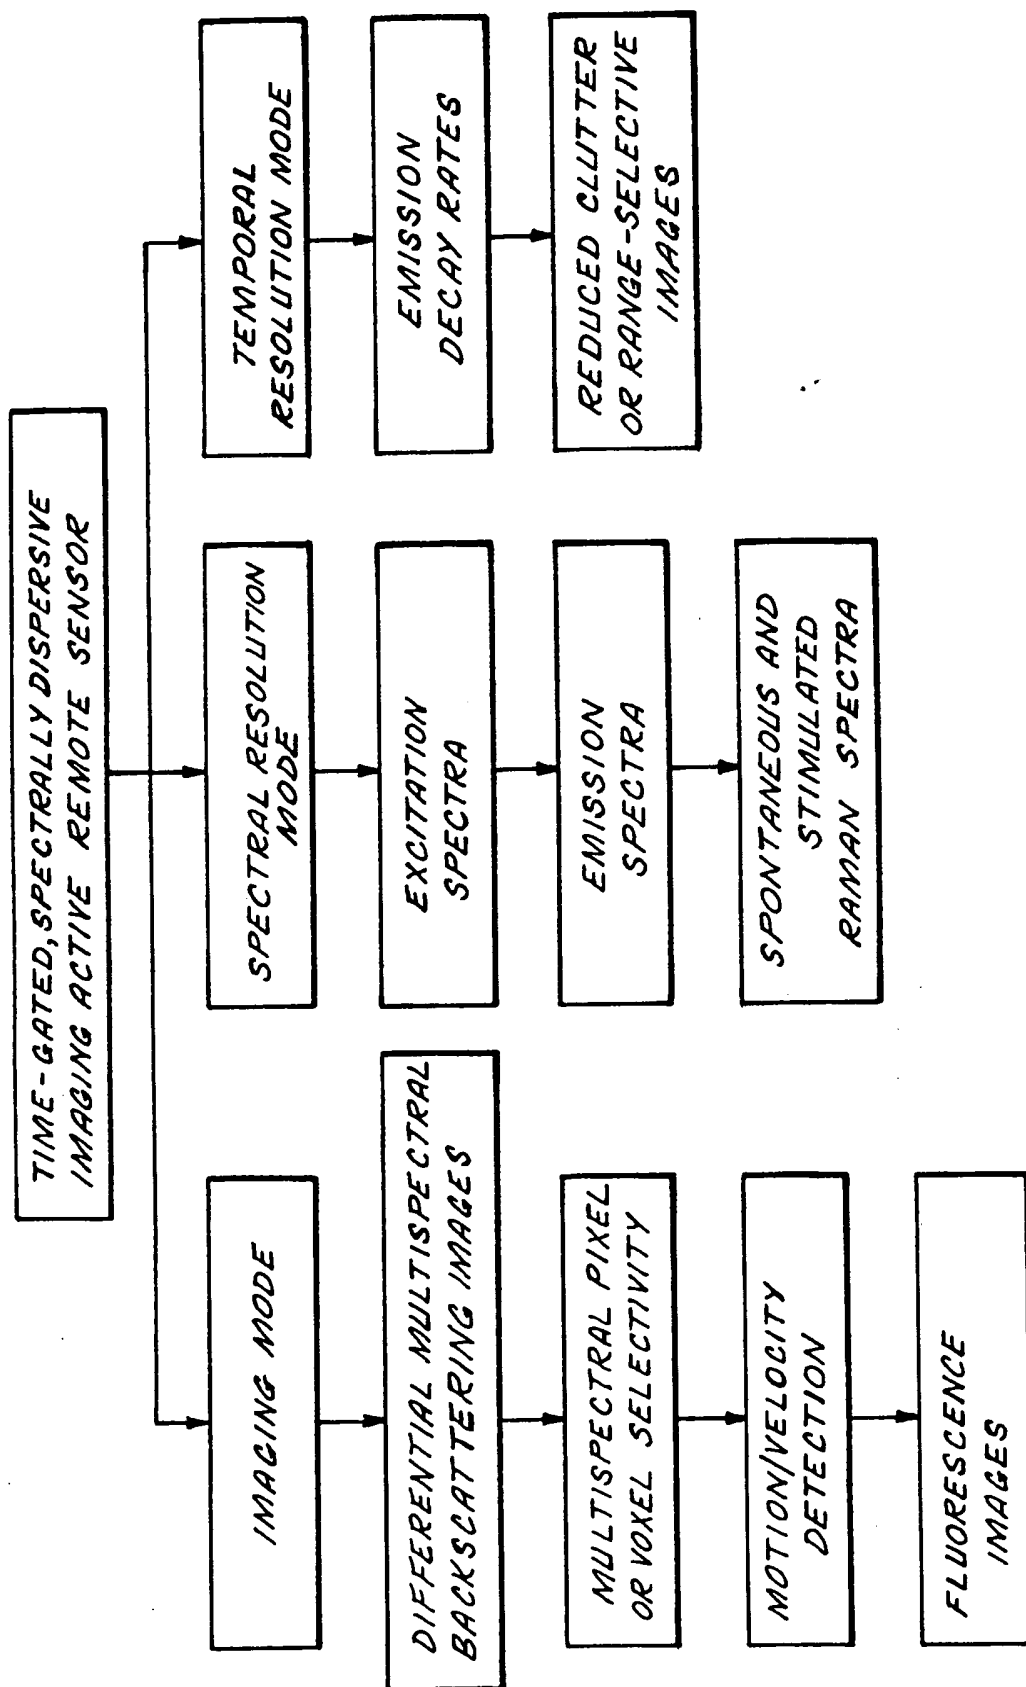 TIME-GATED, SPECTRALLY DISPERSIVE
IMAGING ACTIVE REMOTE SENSOR
IMAGING MODE
DIFFERENTIAL MULTISPECTRAL
BACKSCATTERING IMAGES
MULTISPECTRAL PIXEL
OR VOXEL SELECTIVITY
MOTION/VELOCITY
DETECTION
FLUORESCENCE
IMAGES
SPECTRAL RESOLUTION
MODE
EXCITATION
SPECTRA
EMISSION
SPECTRA
SPONTANEOUS AND
STIMULATED
RAMAN SPECTRA
TEMPORAL
RESOLUTION MODE
EMISSION
DECAY RATES
REDUCED CLUTTER
OR RANGE-SELECTIVE
IMAGES